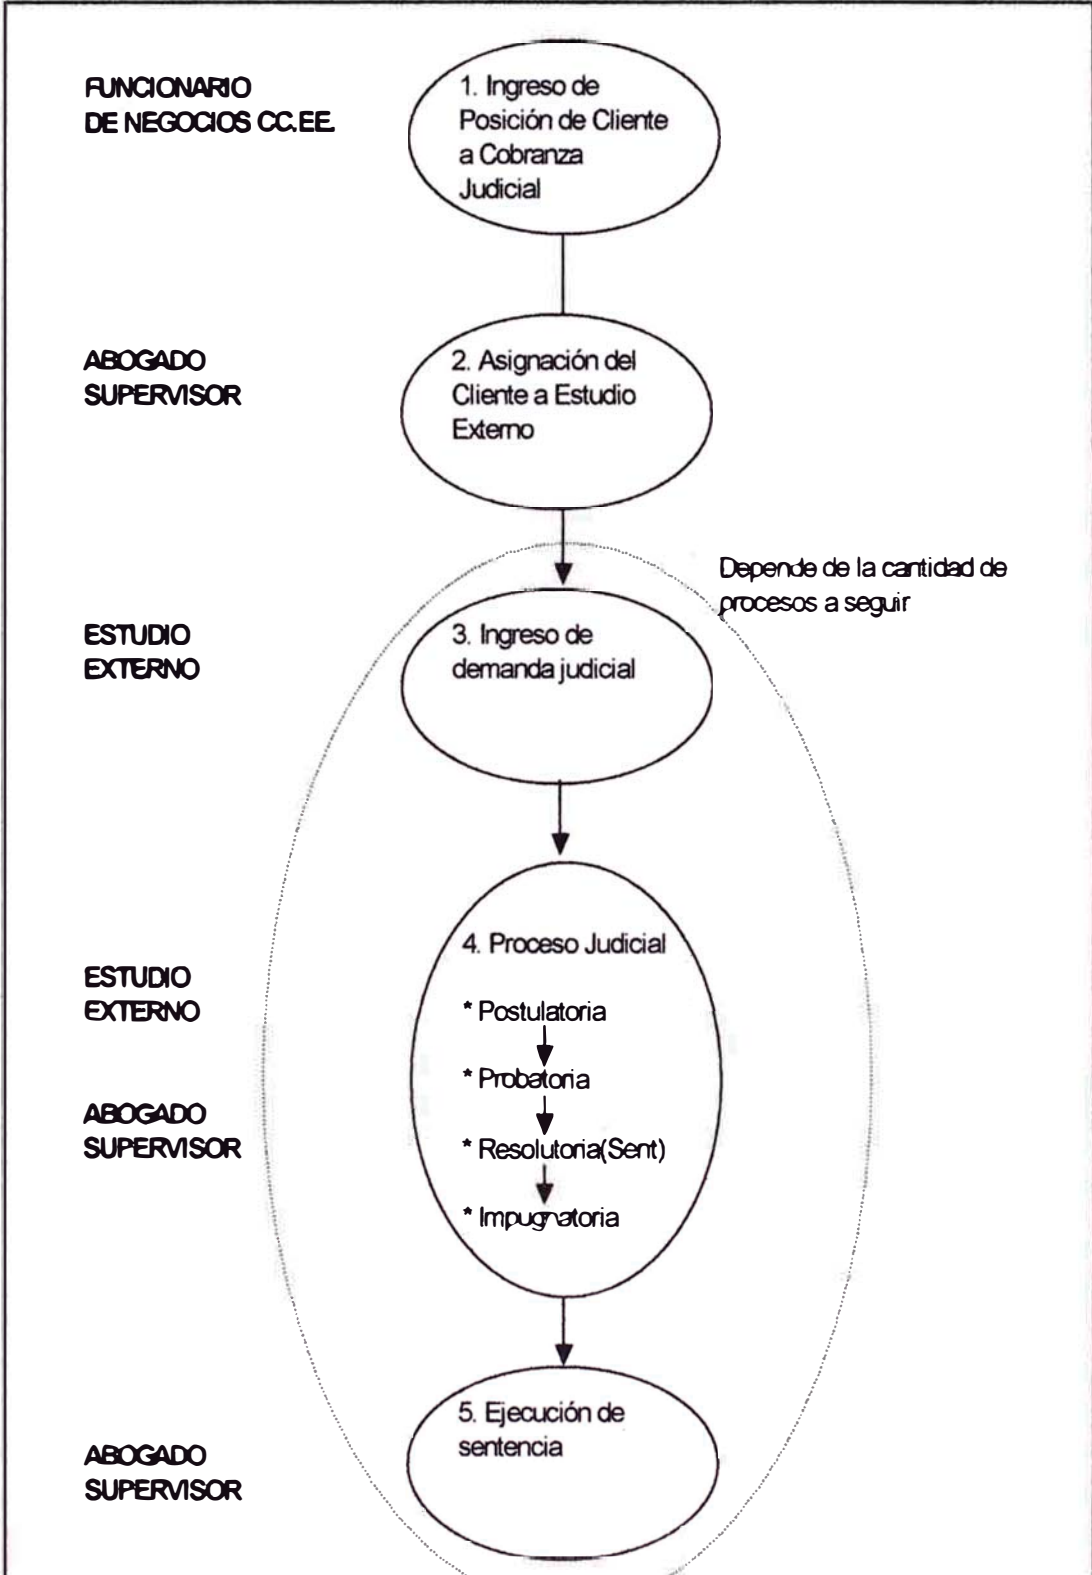 FUNCIONARIO
DE NEGOCIOS CC.EE.
1. Ingreso de
Posición de Cliente
a Cobranza
Judicial
ABOGADO
SUPERVISOR
2. Asignación del
Cliente a Estudio
Externo
Depende de la cantidad de
procesos a seguir
ESTUDIO
EXTERNO
3. Ingreso de
demanda judicial
4. Proceso Judicial
ESTUDIO
EXTERNO
* Postulatoria
* Probatoria
ABOGADO
SUPERVISOR
* Resolutoria(Sent)
* Impugnatoria
5. Ejecución de
sentencia
ABOGADO
SUPERVISOR